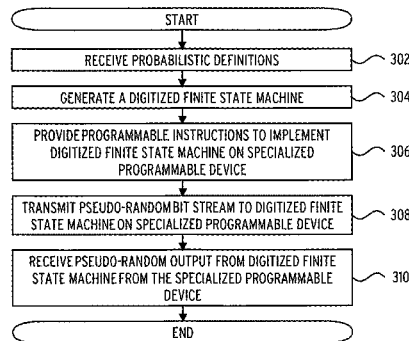 START
RECEIVE PROBABILISTIC DEFINITIONS
302
GENERATE A DIGITIZED FINITE STATE MACHINE
304
PROVIDE PROGRAMMABLE INSTRUCTIONS TO IMPLEMENT
DIGITIZED FINITE STATE MACHINE ON SPECIALIZED
PROGRAMMABLE DEVICE
306
TRANSMIT PSEUDO-RANDOM BIT STREAM TO DIGITIZED FINITE
STATE MACHINE ON SPECIALIZED PROGRAMMABLE DEVICE
308
RECEIVE PSEUDO-RANDOM OUTPUT FROM DIGITIZED FINITE
STATE MACHINE FROM THE SPECIALIZED PROGRAMMABLE
DEVICE
310
END